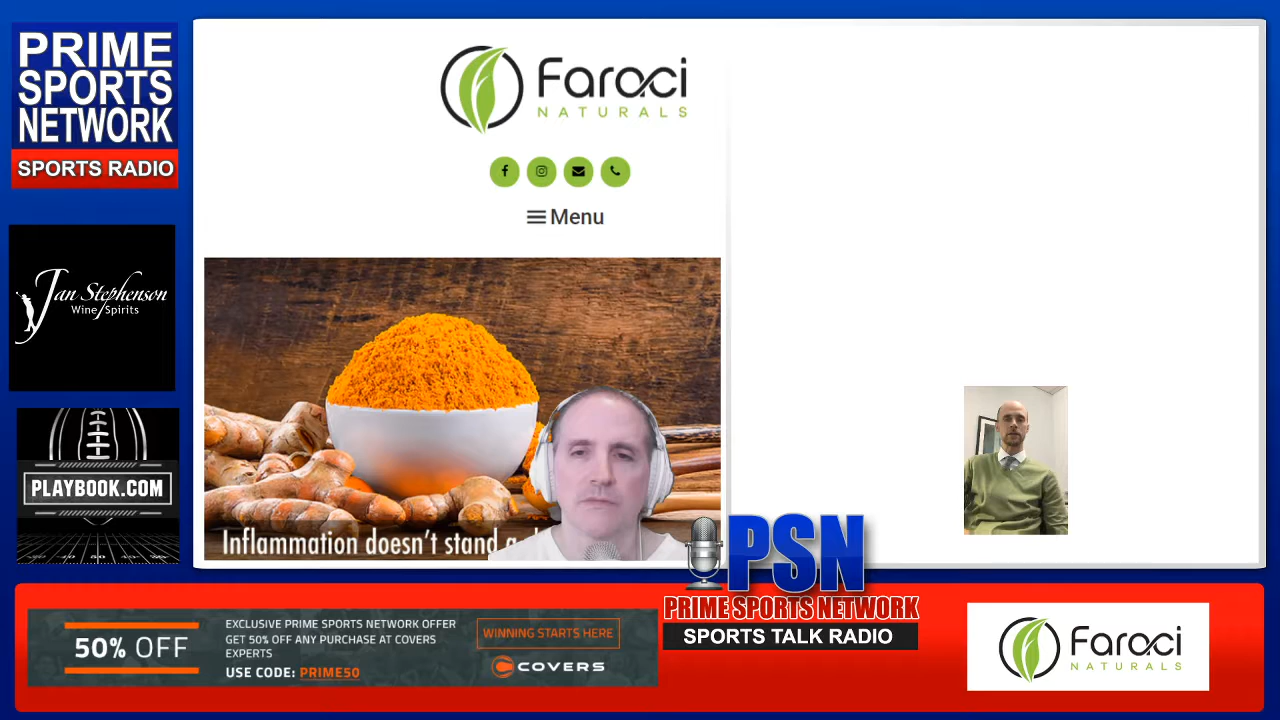 PRIME
SPORTS
NETWORK
SPORTS RADIO
Jan Stephenson
Wine/Spirits
PLAYBOOK.COM
Faraci
NATURALS
Menu
Inflammation doesn't stand a
50% OFF
EXCLUSIVE PRIME SPORTS NETWORK OFFER
GET 50% OFF ANY PURCHASE AT COVERS
EXPERTS
USE CODE: PRIME50
WINNING STARTS HERE
COVERS
PSN
PRIME SPORTS NETWORK
SPORTS TALK RADIO
Faraci
NATURALS